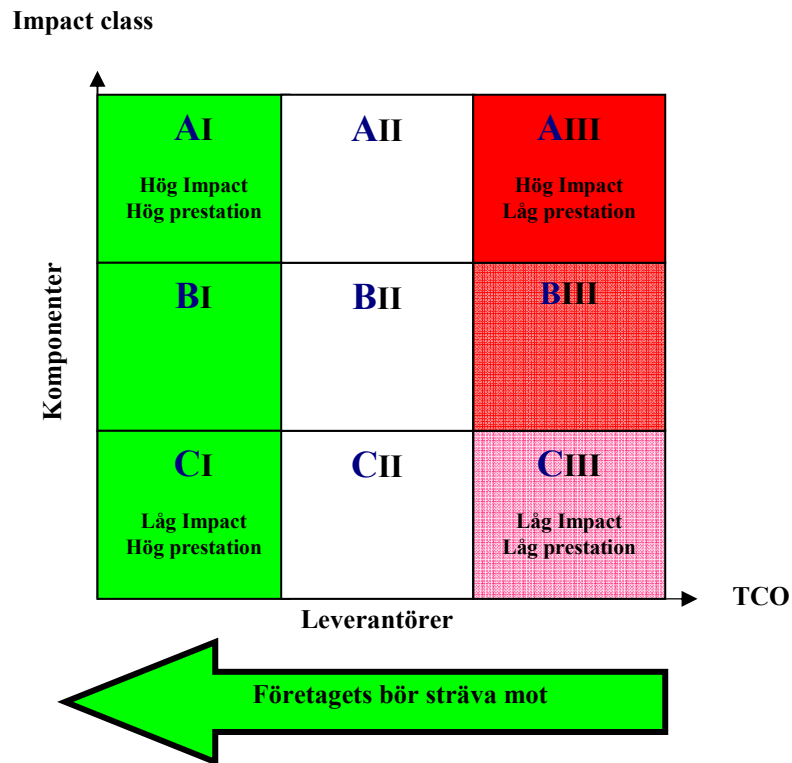 Impact class
AI
AII
AIII
Hög Impact
Hög prestation
Hög Impact
Låg prestation
Komponenter
BI
BII
BIII
CI
CII
CIII
Låg Impact
Hög prestation
Låg Impact
Låg prestation
TCO
Leverantörer
Företagets bör sträva mot